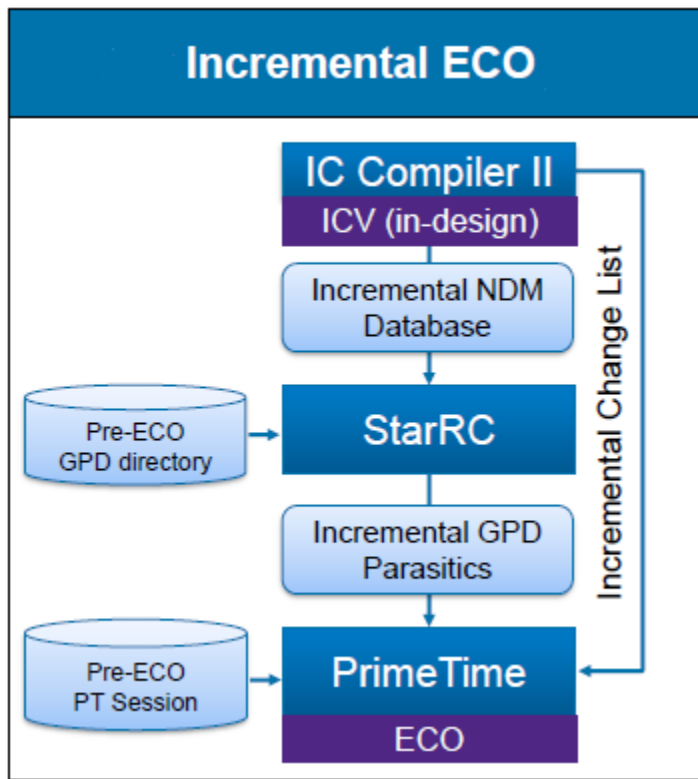 Incremental ECO
IC Compiler II
ICV (in-design)
Incremental NDM
Database
Incremental Change List
Pre-ECO
GPD directory
StarRC
Incremental GPD
Parasitics
Pre-ECO
PT Session
PrimeTime
ECO